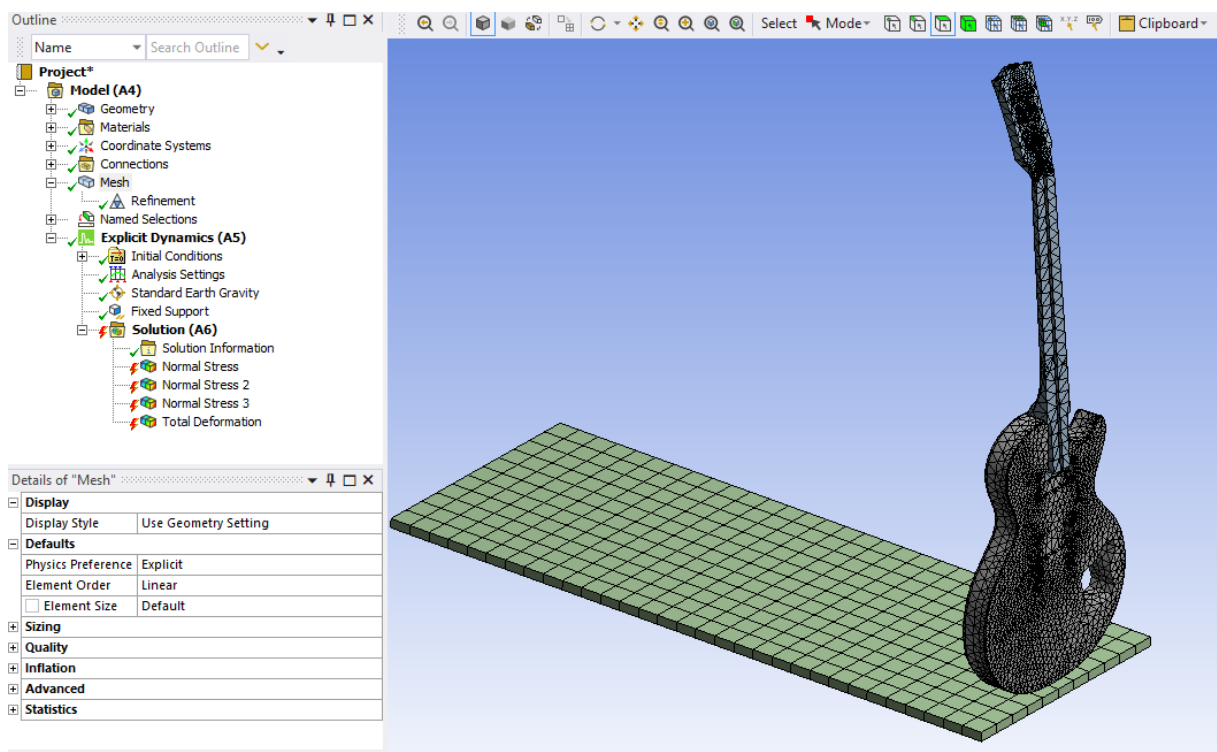 Outline
Name Search Outline
Select Mode Clipboard
Project*
Model (A4)
Geometry
Materials
Coordinate Systems
Connections
Mesh
Refinement
Named Selections
Explicit Dynamics (A5)
Initial Conditions
Analysis Settings
Standard Earth Gravity
Fixed Support
Solution (A6)
Solution Information
Normal Stress
Normal Stress 2
Normal Stress 3
Total Deformation
Details of "Mesh"
Display
Display Style Use Geometry Setting
Defaults
Physics Preference Explicit
Element Order Linear
Element Size Default
Sizing
Quality
Inflation
Advanced
Statistics